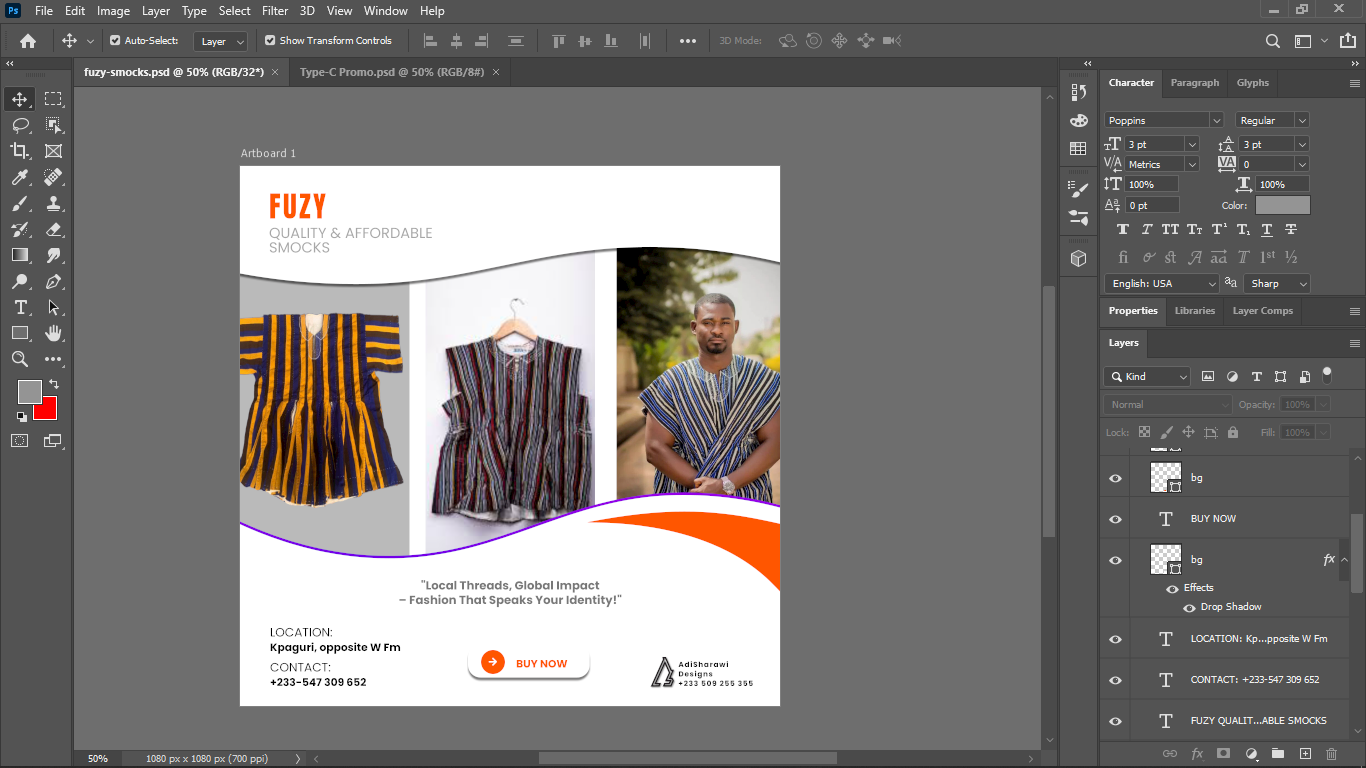 Ps File Edit Image Layer Type Select Filter 3D View Window Help
Auto-Select: Layer Show Transform Controls 3D Mode:
fuzy-smocks.psd @ 50% (RGB/32*) × Type-C Promo.psd @ 50% (RGB/8#) ×
Artboard 1
FUZY
QUALITY & AFFORDABLE
SMOCKS
"Local Threads, Global Impact
– Fashion That Speaks Your Identity!"
LOCATION:
Kpaguri, opposite W Fm
CONTACT:
+233-547 309 652
BUY NOW
AdiSharawi
Designs
+233 509 255 355
50% 1080 px x 1080 px (700 ppi)
Character Paragraph Glyphs
Poppins Regular
3 pt 3 pt
Metrics 0
100% 100%
0 pt Color:
T T TT Tт T¹ T₁ T T
fi st A aa T 1st ½
English: USA aa Sharp
Properties Libraries Layer Comps
Layers
Kind
Normal Opacity: 100%
Lock: Fill: 100%
bg
BUY NOW
bg fx
Effects
Drop Shadow
LOCATION: Kp...pposite W Fm
CONTACT: +233-547 309 652
FUZY QUALIT...ABLE SMOCKS
fx